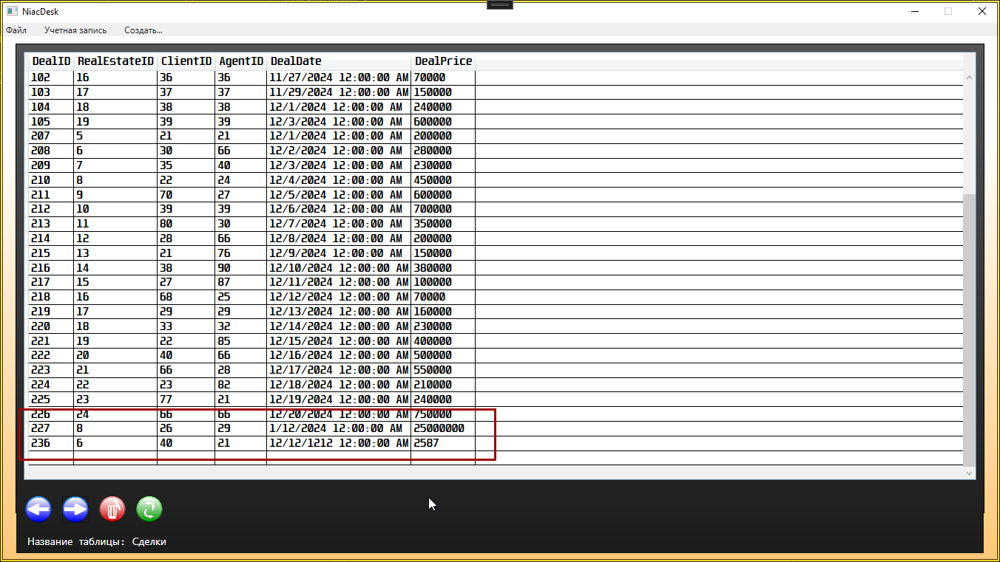 NiacDesk
Файл Учетная запись Создать...
DealID RealEstateID ClientID AgentID DealDate DealPrice
102 16 36 36 11/27/2024 12:00:00 AM 70000
103 17 37 37 11/29/2024 12:00:00 AM 150000
104 18 38 38 12/1/2024 12:00:00 AM 240000
105 19 39 39 12/3/2024 12:00:00 AM 600000
207 5 21 21 12/1/2024 12:00:00 AM 200000
208 6 30 66 12/2/2024 12:00:00 AM 280000
209 7 35 40 12/3/2024 12:00:00 AM 230000
210 8 22 24 12/4/2024 12:00:00 AM 450000
211 9 70 27 12/5/2024 12:00:00 AM 600000
212 10 39 39 12/6/2024 12:00:00 AM 700000
213 11 80 30 12/7/2024 12:00:00 AM 350000
214 12 28 66 12/8/2024 12:00:00 AM 200000
215 13 21 76 12/9/2024 12:00:00 AM 150000
216 14 38 90 12/10/2024 12:00:00 AM 380000
217 15 27 87 12/11/2024 12:00:00 AM 100000
218 16 68 25 12/12/2024 12:00:00 AM 70000
219 17 29 29 12/13/2024 12:00:00 AM 160000
220 18 33 32 12/14/2024 12:00:00 AM 230000
221 19 22 85 12/15/2024 12:00:00 AM 400000
222 20 40 66 12/16/2024 12:00:00 AM 500000
223 21 66 28 12/17/2024 12:00:00 AM 550000
224 22 23 82 12/18/2024 12:00:00 AM 210000
225 23 77 21 12/19/2024 12:00:00 AM 240000
226 24 66 66 12/20/2024 12:00:00 AM 750000
227 8 26 29 1/12/2024 12:00:00 AM 25000000
236 6 40 21 12/12/1212 12:00:00 AM 2587
Название таблицы: Сделки